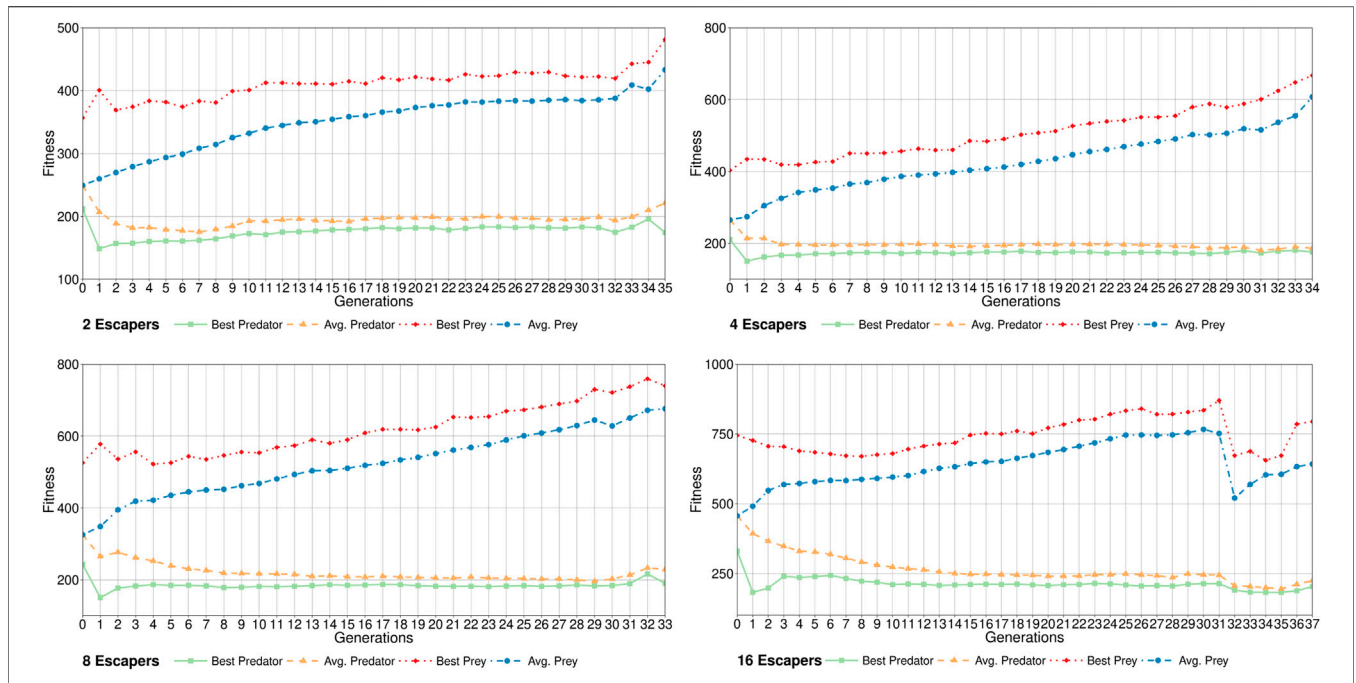 500
400
300
200
100
Fitness
0 1 2 3 4 5 6 7 8 9 10 11 12 13 14 15 16 17 18 19 20 21 22 23 24 25 26 27 28 29 30 31 32 33 34 35
Generations
2 Escapers Best Predator Avg. Predator Best Prey Avg. Prey
800
600
400
200
Fitness
0 1 2 3 4 5 6 7 8 9 10 11 12 13 14 15 16 17 18 19 20 21 22 23 24 25 26 27 28 29 30 31 32 33 34
Generations
4 Escapers Best Predator Avg. Predator Best Prey Avg. Prey
800
600
400
200
Fitness
0 1 2 3 4 5 6 7 8 9 10 11 12 13 14 15 16 17 18 19 20 21 22 23 24 25 26 27 28 29 30 31 32 33
Generations
8 Escapers Best Predator Avg. Predator Best Prey Avg. Prey
1000
750
500
250
Fitness
0 1 2 3 4 5 6 7 8 9 10 11 12 13 14 15 16 17 18 19 20 21 22 23 24 25 26 27 28 29 30 31 32 33 34 35 36 37
Generations
16 Escapers Best Predator Avg. Predator Best Prey Avg. Prey